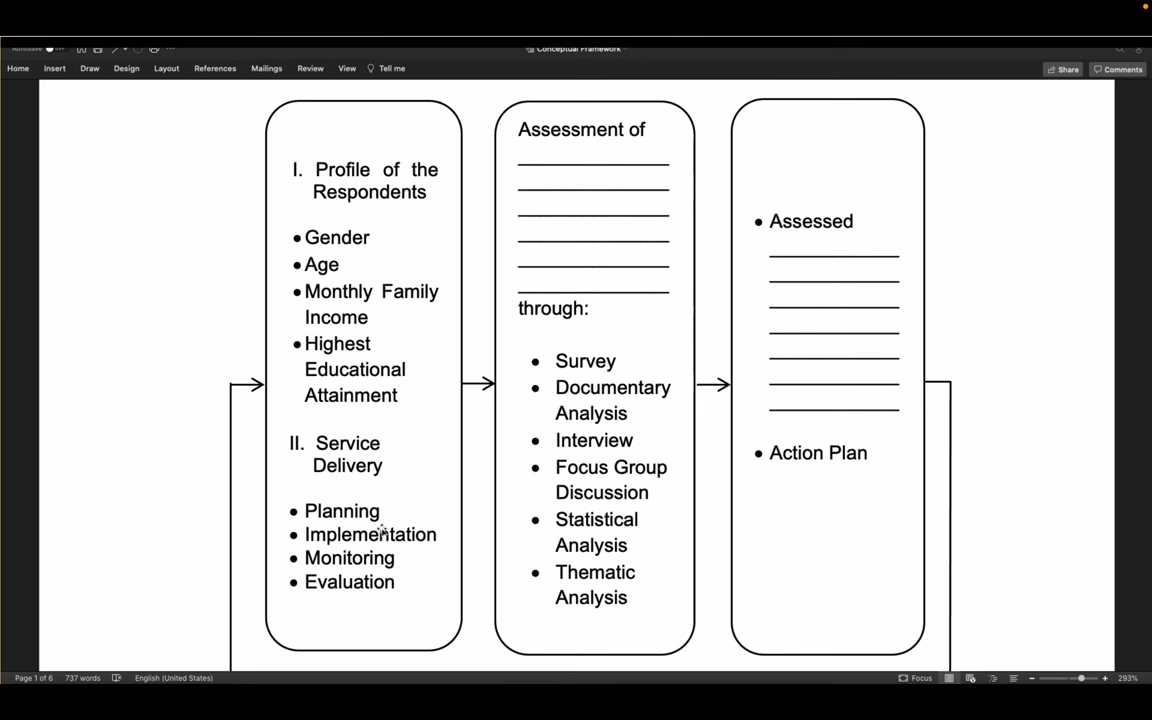 AutoSave OFF
Conceptual Framework
Home Insert Draw Design Layout References Mailings Review View Tell me
Share Comments
I. Profile of the
Respondents
• Gender
• Age
• Monthly Family
Income
• Highest
Educational
Attainment
II. Service
Delivery
• Planning
• Implementation
• Monitoring
• Evaluation
Assessment of
through:
• Survey
• Documentary
Analysis
• Interview
• Focus Group
Discussion
• Statistical
Analysis
• Thematic
Analysis
• Assessed
• Action Plan
Page 1 of 6 737 words English (United States) Focus 293%